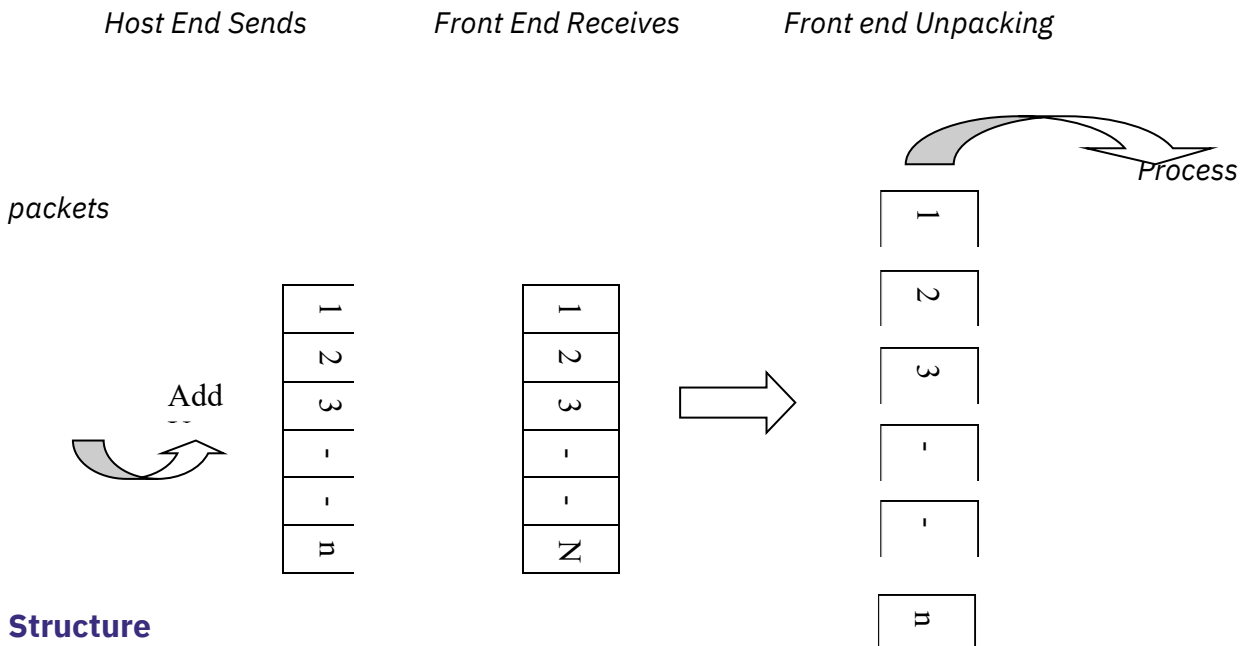 Host End Sends Front End Receives Front end Unpacking
Process
packets
1
2
3
-
-
n
Add
1
2
3
-
-
N
1
2
3
-
-
n
Structure